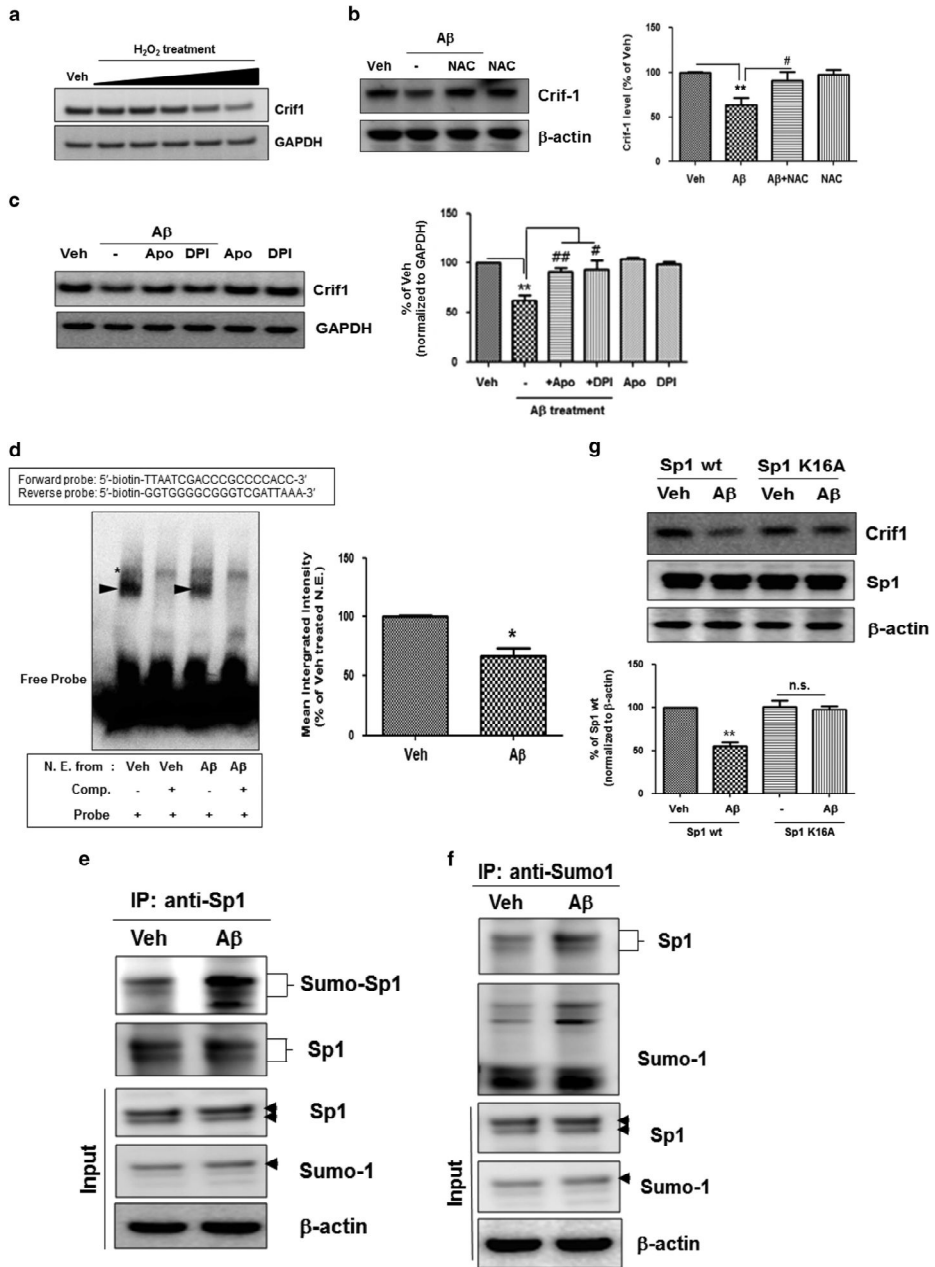 a
H₂O₂ treatment
Veh
Crif1
GAPDH
b
Aβ
Veh - NAC NAC
Crif-1
β-actin
Crif-1 level (% of Veh)
150
100
50
0
**
#
Veh Aβ Aβ+NAC NAC
c
Aβ
Veh - Apo DPI Apo DPI
Crif1
GAPDH
% of Veh
(normalized to GAPDH)
150
100
50
0
**
##
#
Veh - +Apo +DPI Apo DPI
Aβ treatment
d
Forward probe: 5'-biotin-TTAATCGACCCGCCCCACC-3'
Reverse probe: 5'-biotin-GGTGGGGCGGGTCGATTAAA-3'
*
Free Probe
N. E. from : Veh Veh Aβ Aβ
Comp. - + - +
Probe + + + +
Mean Intergrated Intensity
(% of Veh treated N.E.)
150
100
50
0
*
Veh Aβ
g
Sp1 wt Sp1 K16A
Veh Aβ Veh Aβ
Crif1
Sp1
β-actin
% of Sp1 wt
(normalized to β-actin)
150
100
50
0
**
n.s.
Veh Aβ - Aβ
Sp1 wt Sp1 K16A
e
IP: anti-Sp1
Veh Aβ
Sumo-Sp1
Sp1
Input
Sp1
Sumo-1
β-actin
f
IP: anti-Sumo1
Veh Aβ
Sp1
Sumo-1
Input
Sp1
Sumo-1
β-actin